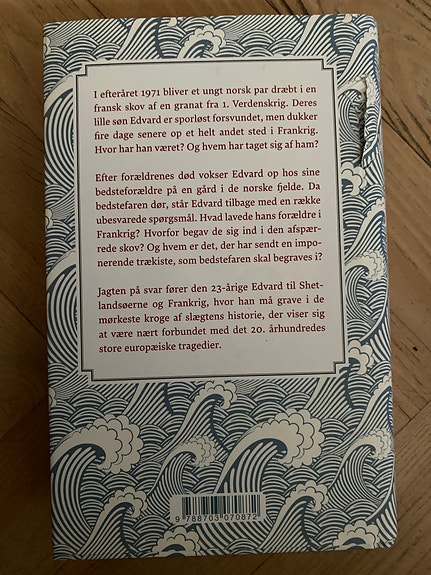 I efteråret 1971 bliver et ungt norsk par dræbt i en
fransk skov af en granat fra 1. Verdenskrig. Deres
lille søn Edvard er sporløst forsvundet, men dukker
fire dage senere op et helt andet sted i Frankrig.
Hvor har han været? Og hvem har taget sig af ham?
Efter forældrenes død vokser Edvard op hos sine
bedsteforældre på en gård i de norske fjelde. Da
bedstefaren dør, står Edvard tilbage med en række
ubesvarede spørgsmål. Hvad lavede hans forældre i
Frankrig? Hvorfor begav de sig ind i den afspær-
rede skov? Og hvem er det, der har sendt en impo-
nerende trækiste, som bedstefaren skal begraves i?
Jagten på svar fører den 23-årige Edvard til Shet-
landsøerne og Frankrig, hvor han må grave i de
mørkeste kroge af slægtens historie, der viser sig
at være nært forbundet med det 20. århundredes
store europæiske tragedier.
9 788703 070872